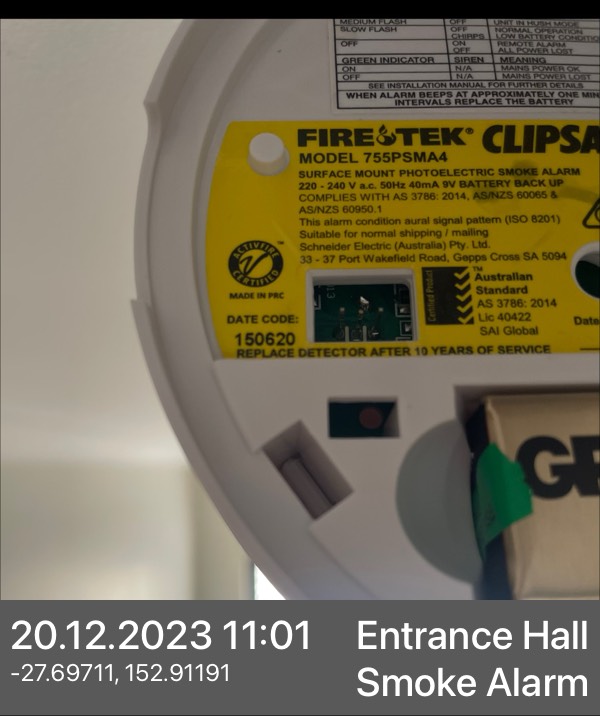 MEDIUM FLASH OFF UNIT IN HUSH MODE
SLOW FLASH OFF NORMAL OPERATION
CHIRPS LOW BATTERY
OFF ON REMOTE ALARM
OFF ALL POWER LOST
GREEN INDICATOR SIREN MEANING
ON N/A MAINS POWER OK
OFF N/A MAINS POWER LOST
SEE INSTALLATION MANUAL FOR FURTHER DETAILS
WHEN ALARM BEEPS AT APPROXIMATELY ONE MIN
INTERVALS REPLACE THE BATTERY
FIRETEK® CLIPSA
MODEL 755PSMA4
SURFACE MOUNT PHOTOELECTRIC SMOKE ALARM
220 - 240 V a.c. 50Hz 40mA 9V BATTERY BACK UP
COMPLIES WITH AS 3786: 2014, AS/NZS 60065 &
AS/NZS 60950.1
This alarm condition aural signal pattern (ISO 8201)
Suitable for normal shipping / mailing
Schneider Electric (Australia) Pty. Ltd.
33 - 37 Port Wakefield Road, Gepps Cross SA 5094
ACTIVFIRE
CERTIFIED
™
MADE IN PRC
Certified Product
™
Australian
Standard
AS 3786: 2014
Lic 40422
SAI Global
Date
DATE CODE:
150620
REPLACE DETECTOR AFTER 10 YEARS OF SERVICE
GP
20.12.2023 11:01
-27.69711, 152.91191
Entrance Hall
Smoke Alarm